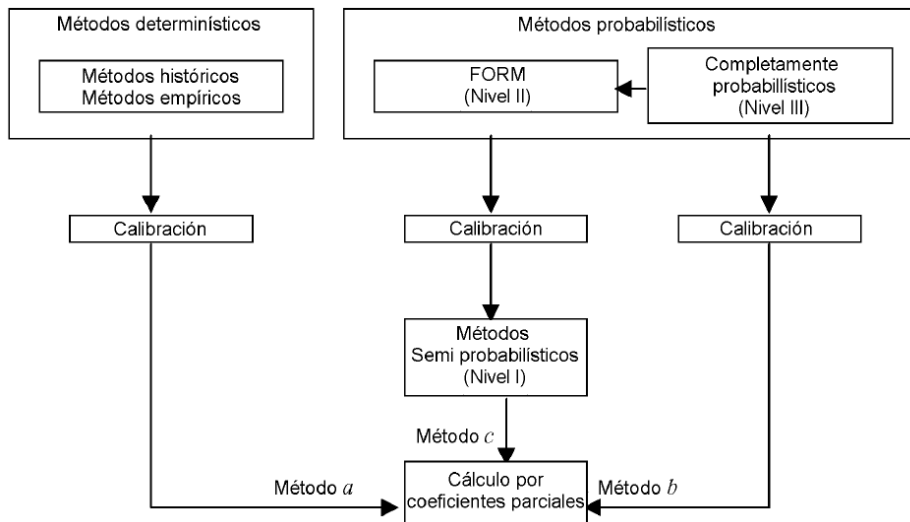 Métodos determinísticos
Métodos históricos
Métodos empíricos
Métodos probabilísticos
FORM
(Nivel II)
Completamente
probabillísticos
(Nivel III)
Calibración
Calibración
Calibración
Métodos
Semi probabilísticos
(Nivel I)
Método c
Método a
Cálculo por
coeficientes parciales
Método b